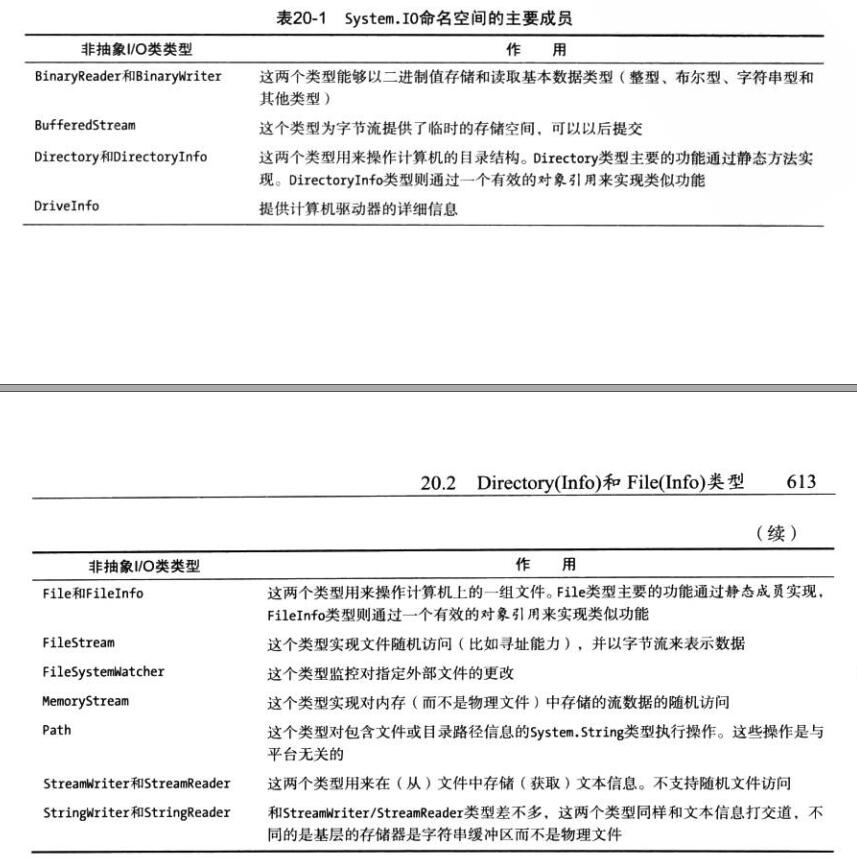 表20-1 System.IO命名空间的主要成员
非抽象I/O类类型 作 用
BinaryReader和BinaryWriter 这两个类型能够以二进制值存储和读取基本数据类型（整型、布尔型、字符串型和
其他类型）
BufferedStream 这个类型为字节流提供了临时的存储空间，可以以后提交
Directory和DirectoryInfo 这两个类型用来操作计算机的目录结构。Directory类型主要的功能通过静态方法实
现。DirectoryInfo类型则通过一个有效的对象引用来实现类似功能
DriveInfo 提供计算机驱动器的详细信息
20.2 Directory(Info)和 File(Info)类型 613
（续）
非抽象I/O类类型 作 用
File和FileInfo 这两个类型用来操作计算机上的一组文件。File类型主要的功能通过静态成员实现，
FileInfo类型则通过一个有效的对象引用来实现类似功能
FileStream 这个类型实现文件随机访问（比如寻址能力），并以字节流来表示数据
FileSystemWatcher 这个类型监控对指定外部文件的更改
MemoryStream 这个类型实现对内存（而不是物理文件）中存储的流数据的随机访问
Path 这个类型对包含文件或目录路径信息的System.String类型执行操作。这些操作是与
平台无关的
StreamWriter和StreamReader 这两个类型用来在（从）文件中存储（获取）文本信息。不支持随机文件访问
StringWriter和StringReader 和StreamWriter/StreamReader类型差不多，这两个类型同样和文本信息打交道，不
同的是基层的存储器是字符串缓冲区而不是物理文件